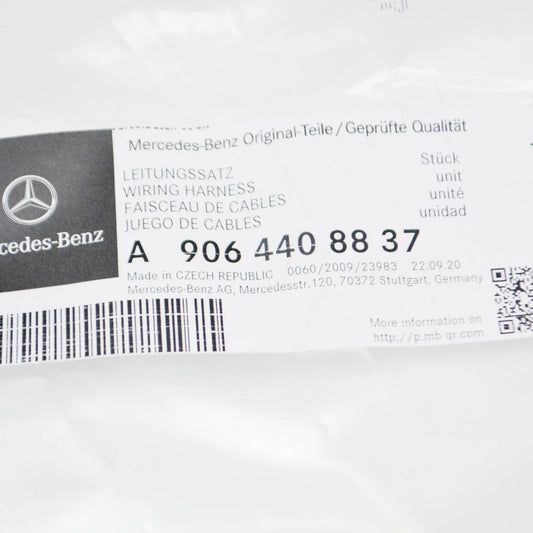 Mercedes-Benz Original-Teile/Geprüfte Qualität
LEITUNGSSATZ
WIRING HARNESS
FAISCEAU DE CABLES
JUEGO DE CABLES
Stück
unit
unité
unidad
cedes-Benz
A 906 440 88 37
Made in CZECH REPUBLIC 0060/2009/23983 22.09.20
Mercedes-Benz AG, Mercedesstr.120, 70372 Stuttgart, Germany
More information on
http://p.mb-qr.com